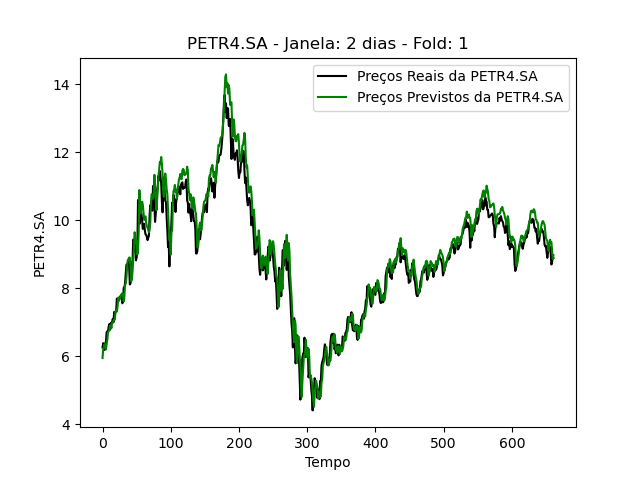 PETR4.SA - Janela: 2 dias - Fold: 1
Preços Reais da PETR4.SA
Preços Previstos da PETR4.SA
PETR4.SA
14
12
10
8
6
4
0 100 200 300 400 500 600
Tempo